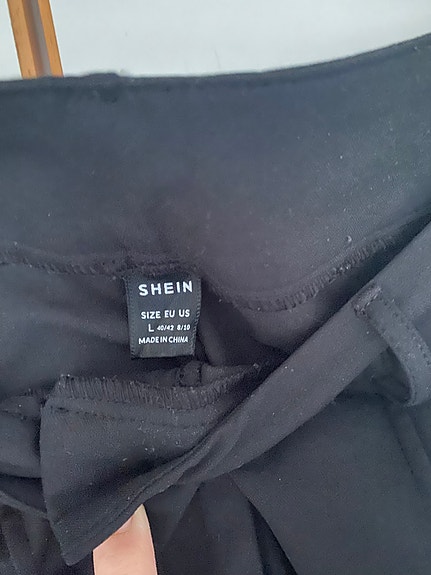 SHEIN
SIZE EU US
L 40/42 8/10
MADE IN CHINA